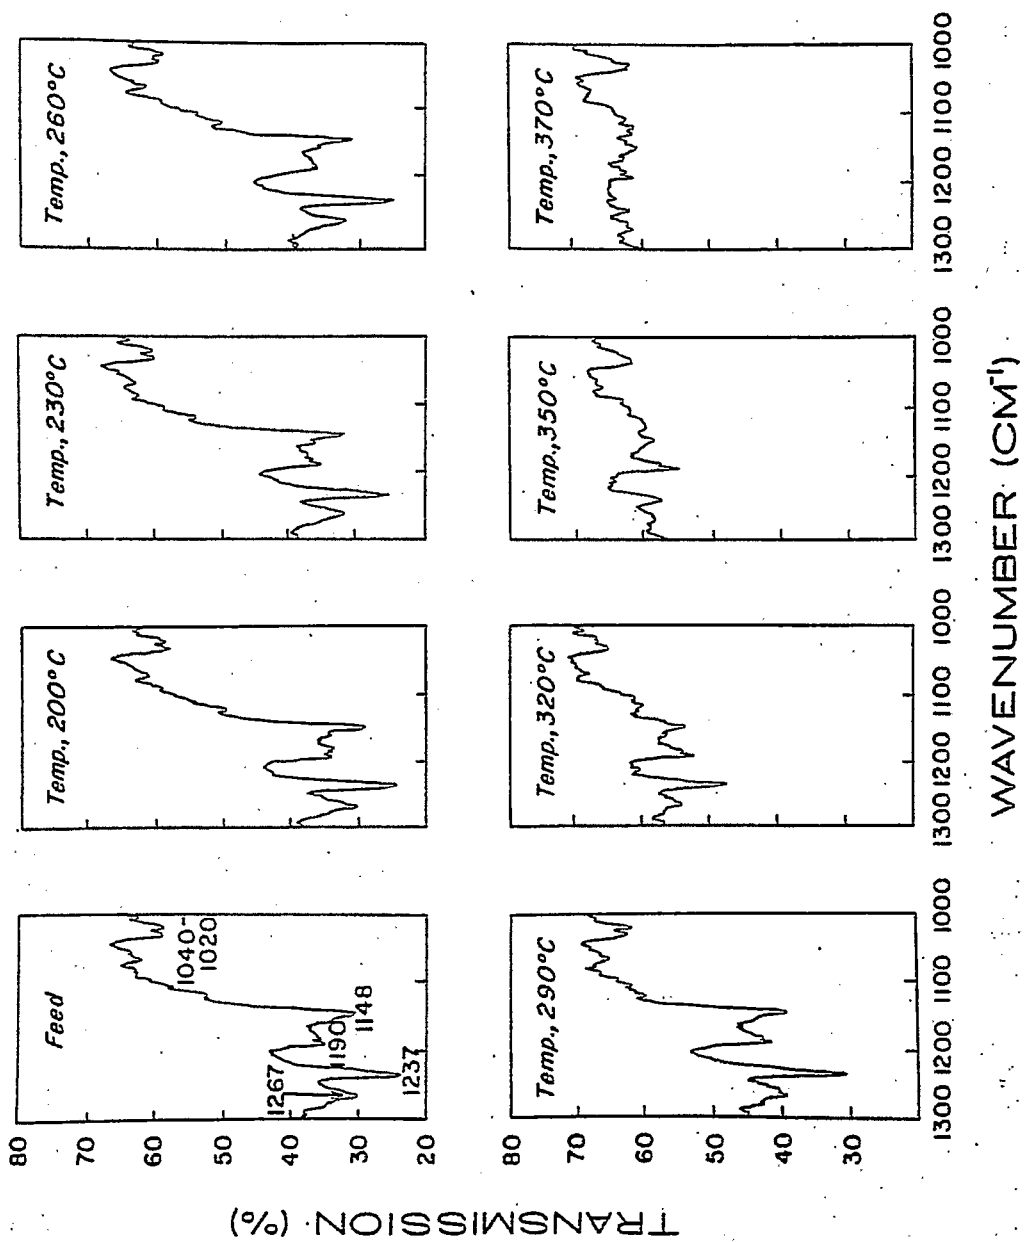 TRANSMISSION (%)
80
70
60
50
40
30
20
Feed
1267
1237
1190
1148
1040-
1020
Temp., 200°C
Temp., 230°C
Temp., 260°C
80
70
60
50
40
30
Temp., 290°C
Temp., 320°C
Temp., 350°C
Temp., 370°C
1300 1200 1100 1000
1300 1200 1100 1000
1300 1200 1100 1000
1300 1200 1100 1000
WAVENUMBER (CM⁻¹)